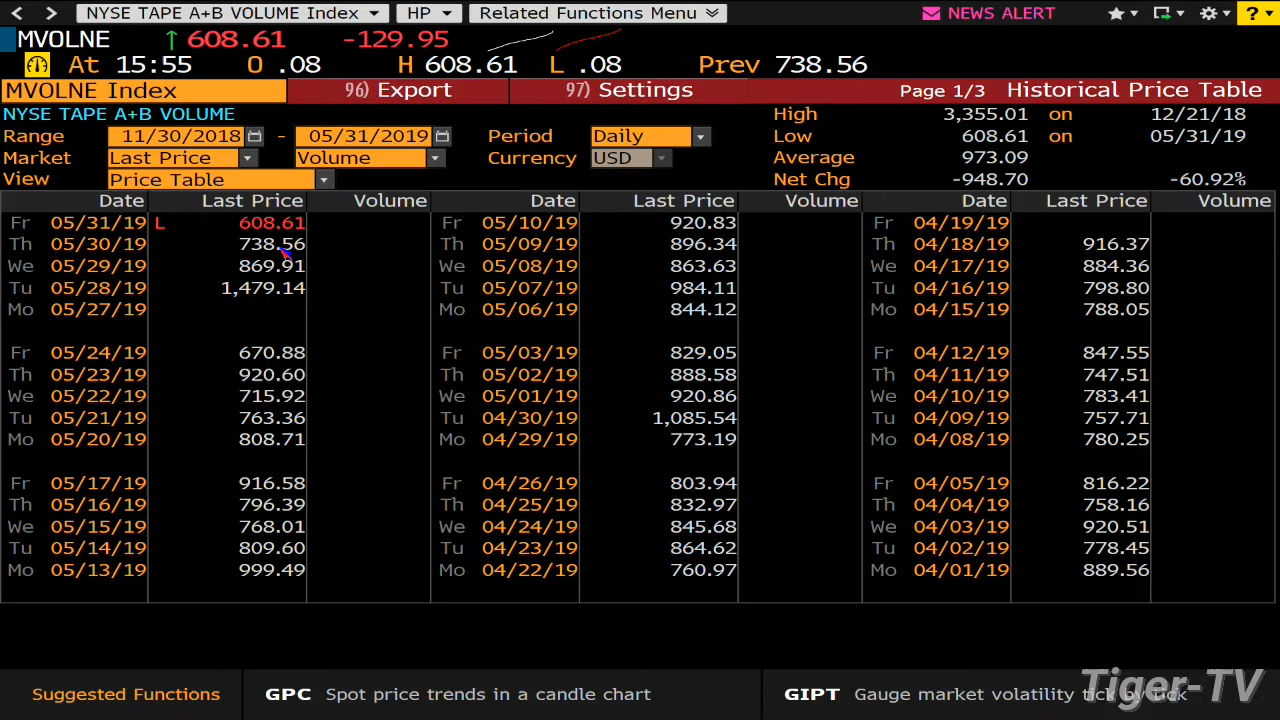 NYSE TAPE A+B VOLUME Index HP Related Functions Menu NEWS ALERT ?
MVOLNE ↑ 608.61 -129.95
At 15:55 O .08 H 608.61 L .08 Prev 738.56
MVOLNE Index 96) Export 97) Settings Page 1/3 Historical Price Table
NYSE TAPE A+B VOLUME High 3,355.01 on 12/21/18
Range 11/30/2018 - 05/31/2019 Period Daily Low 608.61 on 05/31/19
Market Last Price Volume Currency USD Average 973.09
View Price Table Net Chg -948.70 -60.92%
Date Last Price Volume Date Last Price Volume Date Last Price Volume
Fr 05/31/19 L 608.61 Fr 05/10/19 920.83 Fr 04/19/19
Th 05/30/19 738.56 Th 05/09/19 896.34 Th 04/18/19 916.37
We 05/29/19 869.91 We 05/08/19 863.63 We 04/17/19 884.36
Tu 05/28/19 1,479.14 Tu 05/07/19 984.11 Tu 04/16/19 798.80
Mo 05/27/19 Mo 05/06/19 844.12 Mo 04/15/19 788.05
Fr 05/24/19 670.88 Fr 05/03/19 829.05 Fr 04/12/19 847.55
Th 05/23/19 920.60 Th 05/02/19 888.58 Th 04/11/19 747.51
We 05/22/19 715.92 We 05/01/19 920.86 We 04/10/19 783.41
Tu 05/21/19 763.36 Tu 04/30/19 1,085.54 Tu 04/09/19 757.71
Mo 05/20/19 808.71 Mo 04/29/19 773.19 Mo 04/08/19 780.25
Fr 05/17/19 916.58 Fr 04/26/19 803.94 Fr 04/05/19 816.22
Th 05/16/19 796.39 Th 04/25/19 832.97 Th 04/04/19 758.16
We 05/15/19 768.01 We 04/24/19 845.68 We 04/03/19 920.51
Tu 05/14/19 809.60 Tu 04/23/19 864.62 Tu 04/02/19 778.45
Mo 05/13/19 999.49 Mo 04/22/19 760.97 Mo 04/01/19 889.56
Suggested Functions GPC Spot price trends in a candle chart GIPT Gauge market volatility tick by tick
Tiger-TV